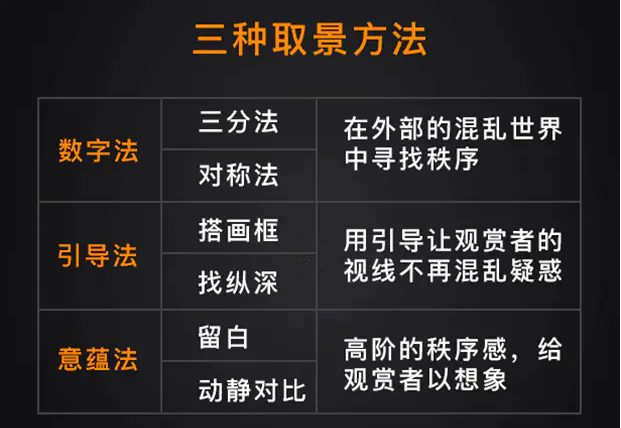 三种取景方法
数字法
三分法
对称法
在外部的混乱世界
中寻找秩序
引导法
搭画框
找纵深
用引导让观赏者的
视线不再混乱疑惑
意蕴法
留白
动静对比
高阶的秩序感，给
观赏者以想象